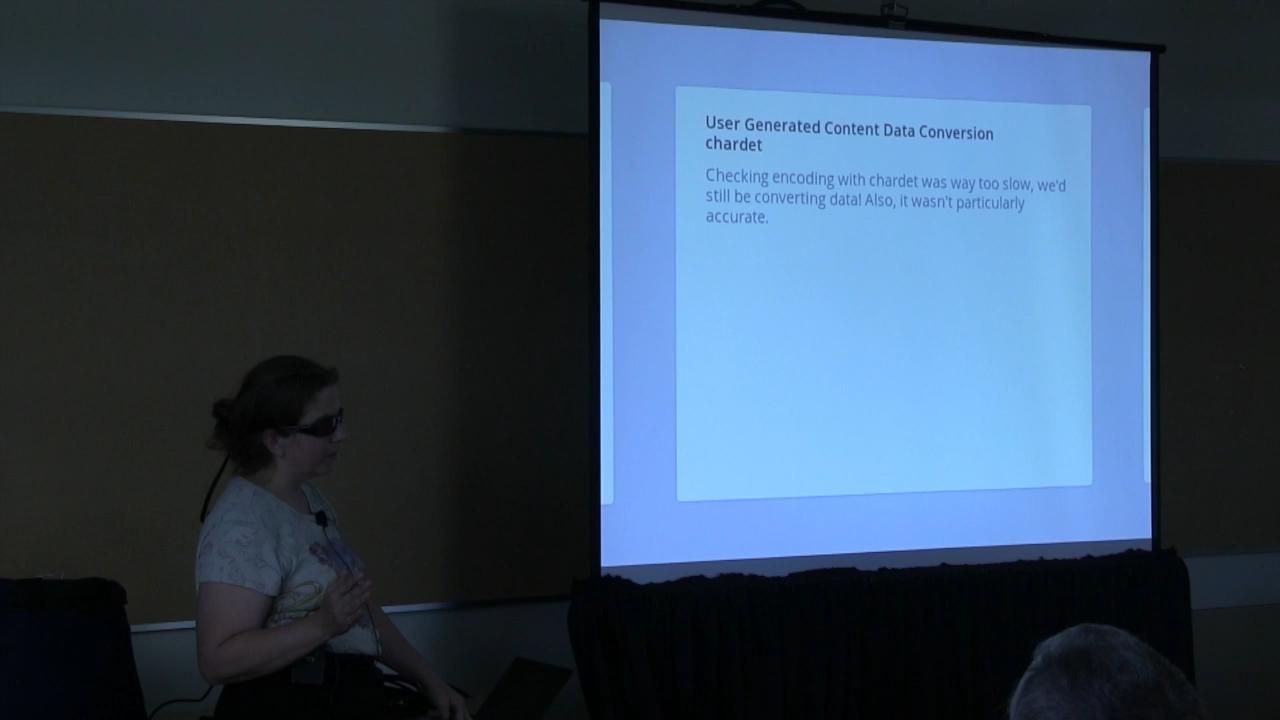 User Generated Content Data Conversion
chardet
Checking encoding with chardet was way too slow, we'd
still be converting data! Also, it wasn't particularly
accurate.